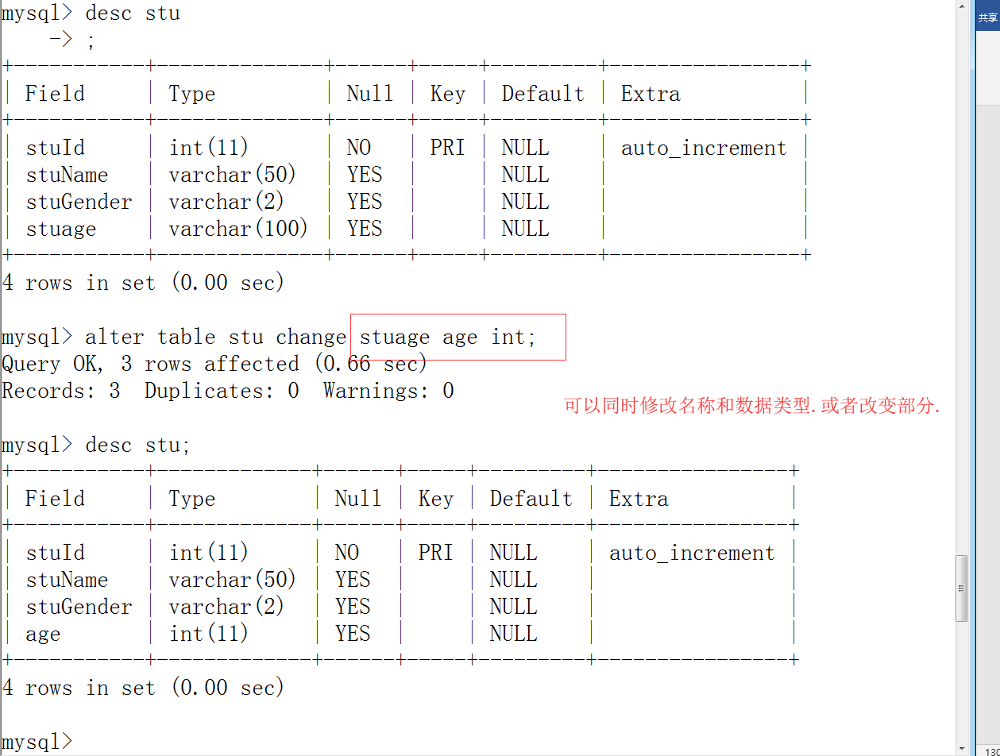 mysql> desc stu
    -> ;
+-----------+--------------+------+-----+---------+----------------+
| Field     | Type         | Null | Key | Default | Extra          |
+-----------+--------------+------+-----+---------+----------------+
| stuId     | int(11)      | NO   | PRI | NULL    | auto_increment |
| stuName   | varchar(50)  | YES  |     | NULL    |                |
| stuGender | varchar(2)   | YES  |     | NULL    |                |
| stuage    | varchar(100) | YES  |     | NULL    |                |
+-----------+--------------+------+-----+---------+----------------+
4 rows in set (0.00 sec)
mysql> alter table stu change stuage age int;
Query OK, 3 rows affected (0.66 sec)
Records: 3  Duplicates: 0  Warnings: 0
可以同时修改名称和数据类型.或者改变部分.
mysql> desc stu;
+-----------+-------------+------+-----+---------+----------------+
| Field     | Type        | Null | Key | Default | Extra          |
+-----------+-------------+------+-----+---------+----------------+
| stuId     | int(11)     | NO   | PRI | NULL    | auto_increment |
| stuName   | varchar(50) | YES  |     | NULL    |                |
| stuGender | varchar(2)  | YES  |     | NULL    |                |
| age       | int(11)     | YES  |     | NULL    |                |
+-----------+-------------+------+-----+---------+----------------+
4 rows in set (0.00 sec)
mysql>
共享